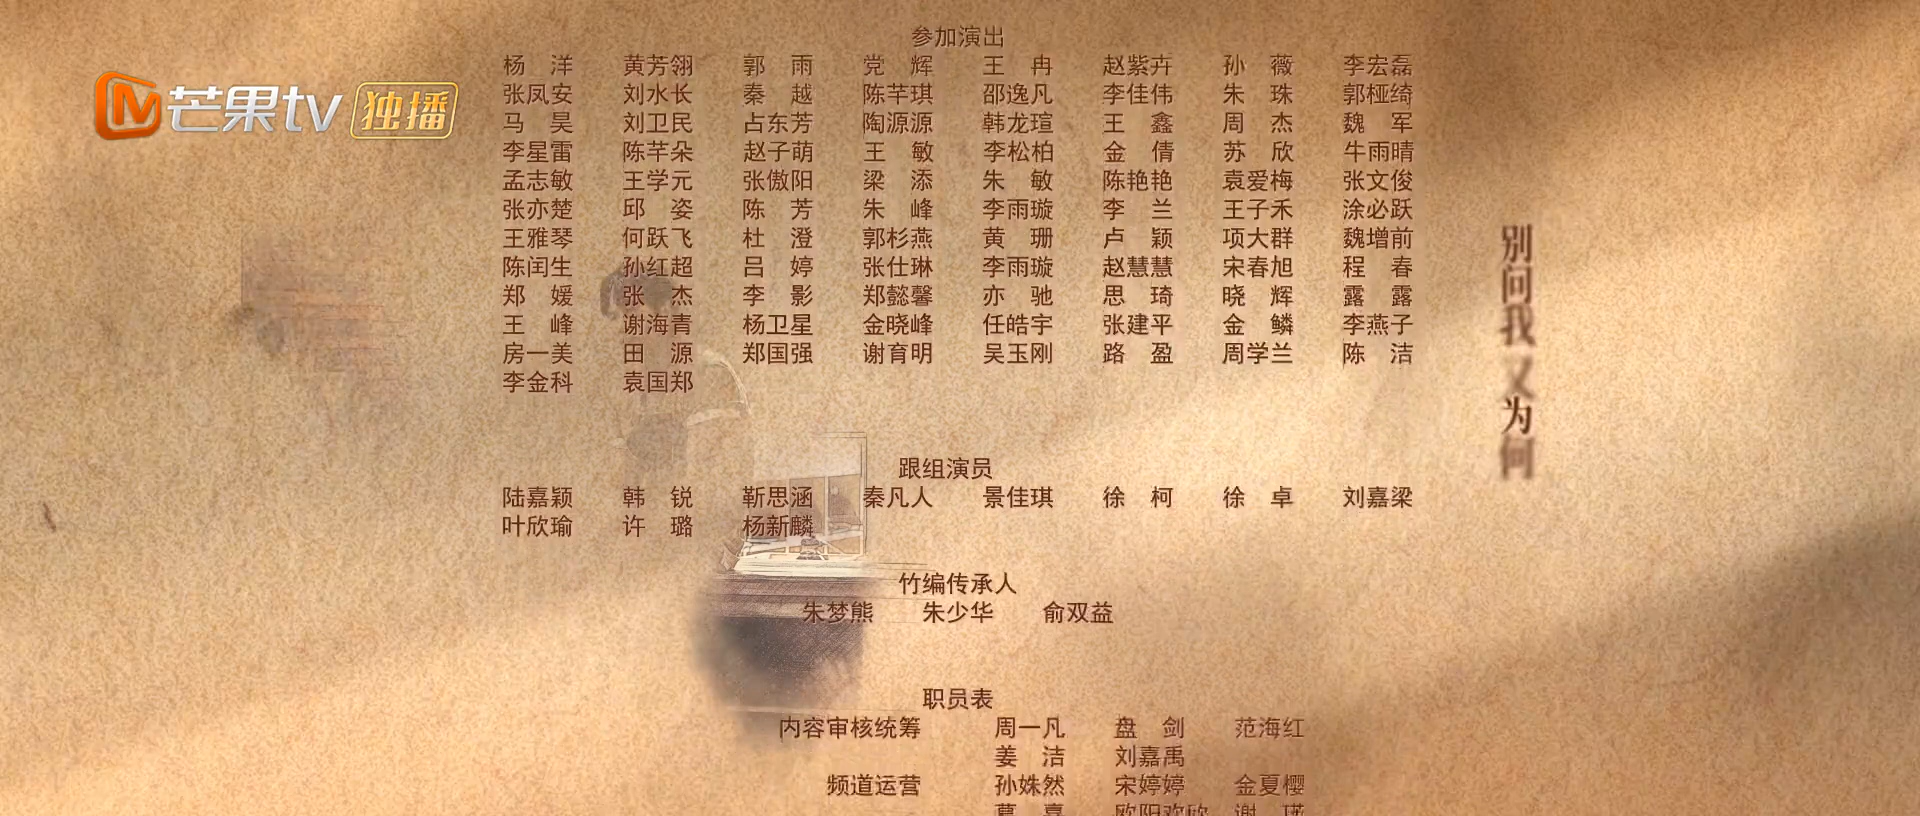 芒果tv 独播
参加演出
杨　洋 黄芳翎 郭　雨 党　辉 王　冉 赵紫卉 孙　薇 李宏磊
张凤安 刘水长 秦　越 陈芊琪 邵逸凡 李佳伟 朱　珠 郭桠绮
马　昊 刘卫民 占东芳 陶源源 韩龙瑄 王　鑫 周　杰 魏　军
李星雷 陈芊朵 赵子萌 王　敏 李松柏 金　倩 苏　欣 牛雨晴
孟志敏 王学元 张傲阳 梁　添 朱　敏 陈艳艳 袁爱梅 张文俊
张亦楚 邱　姿 陈　芳 朱　峰 李雨璇 李　兰 王子禾 涂必跃
王雅琴 何跃飞 杜　澄 郭杉燕 黄　珊 卢　颖 项大群 魏增前
陈闰生 孙红超 吕　婷 张仕琳 李雨璇 赵慧慧 宋春旭 程　春
郑　媛 张　杰 李　影 郑懿馨 亦　驰 思　琦 晓　辉 露　露
王　峰 谢海青 杨卫星 金晓峰 任皓宇 张建平 金　鳞 李燕子
房一美 田　源 郑国强 谢育明 吴玉刚 路　盈 周学兰 陈　洁
李金科 袁国郑
跟组演员
陆嘉颖 韩　锐 靳思涵 秦凡人 景佳琪 徐　柯 徐　卓 刘嘉梁
叶欣瑜 许　璐 杨新麟
竹编传承人
朱梦熊 朱少华 俞双益
职员表
内容审核统筹 周一凡 盘　剑 范海红
姜　洁 刘嘉禹
频道运营 孙姝然 宋婷婷 金夏樱
别问我又为何